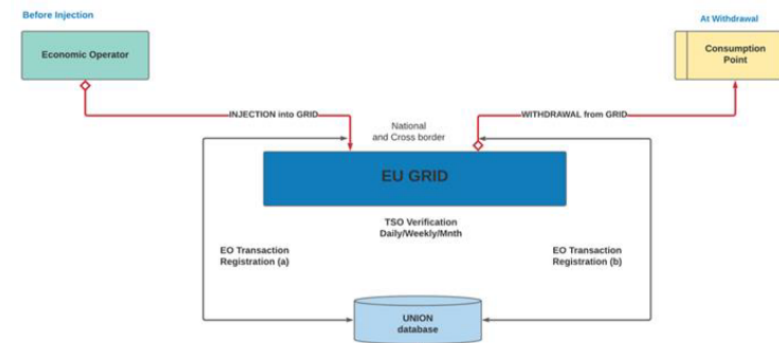 Before Injection
At Withdrawal
Economic Operator
Consumption
Point
INJECTION into GRID
National
and Cross border
WITHDRAWAL from GRID
EU GRID
TSO Verification
Daily/Weekly/Mnth
EO Transaction
Registration (a)
EO Transaction
Registration (b)
UNION
database